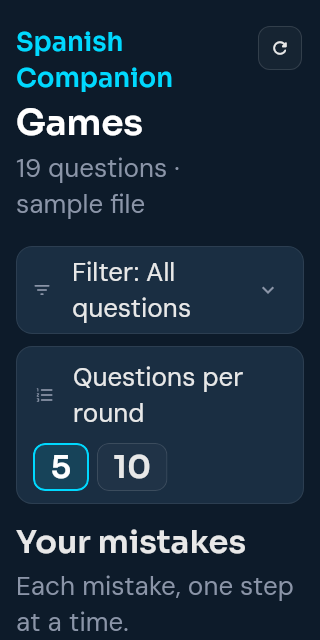 Spanish
Companion
Games
19 questions ·
sample file
Filter: All
questions
Questions per
round
5 10
Your mistakes
Each mistake, one step
at a time.